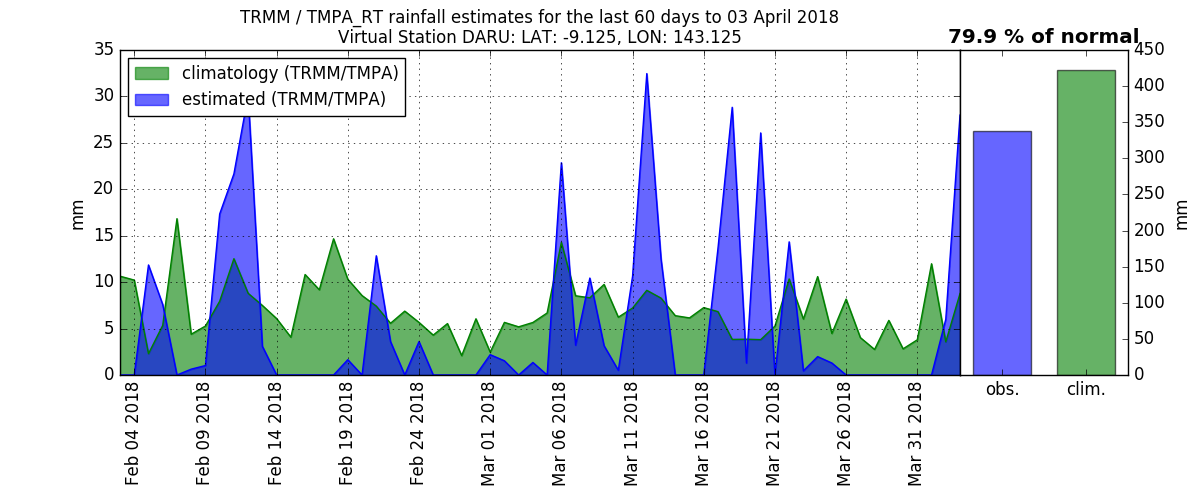 TRMM / TMPA_RT rainfall estimates for the last 60 days to 03 April 2018
Virtual Station DARU: LAT: -9.125, LON: 143.125
79.9 % of normal
climatology (TRMM/TMPA)
estimated (TRMM/TMPA)
mm
35
30
25
20
15
10
5
0
Feb 04 2018
Feb 09 2018
Feb 14 2018
Feb 19 2018
Feb 24 2018
Mar 01 2018
Mar 06 2018
Mar 11 2018
Mar 16 2018
Mar 21 2018
Mar 26 2018
Mar 31 2018
obs.
clim.
450
400
350
300
250
200
150
100
50
0
mm